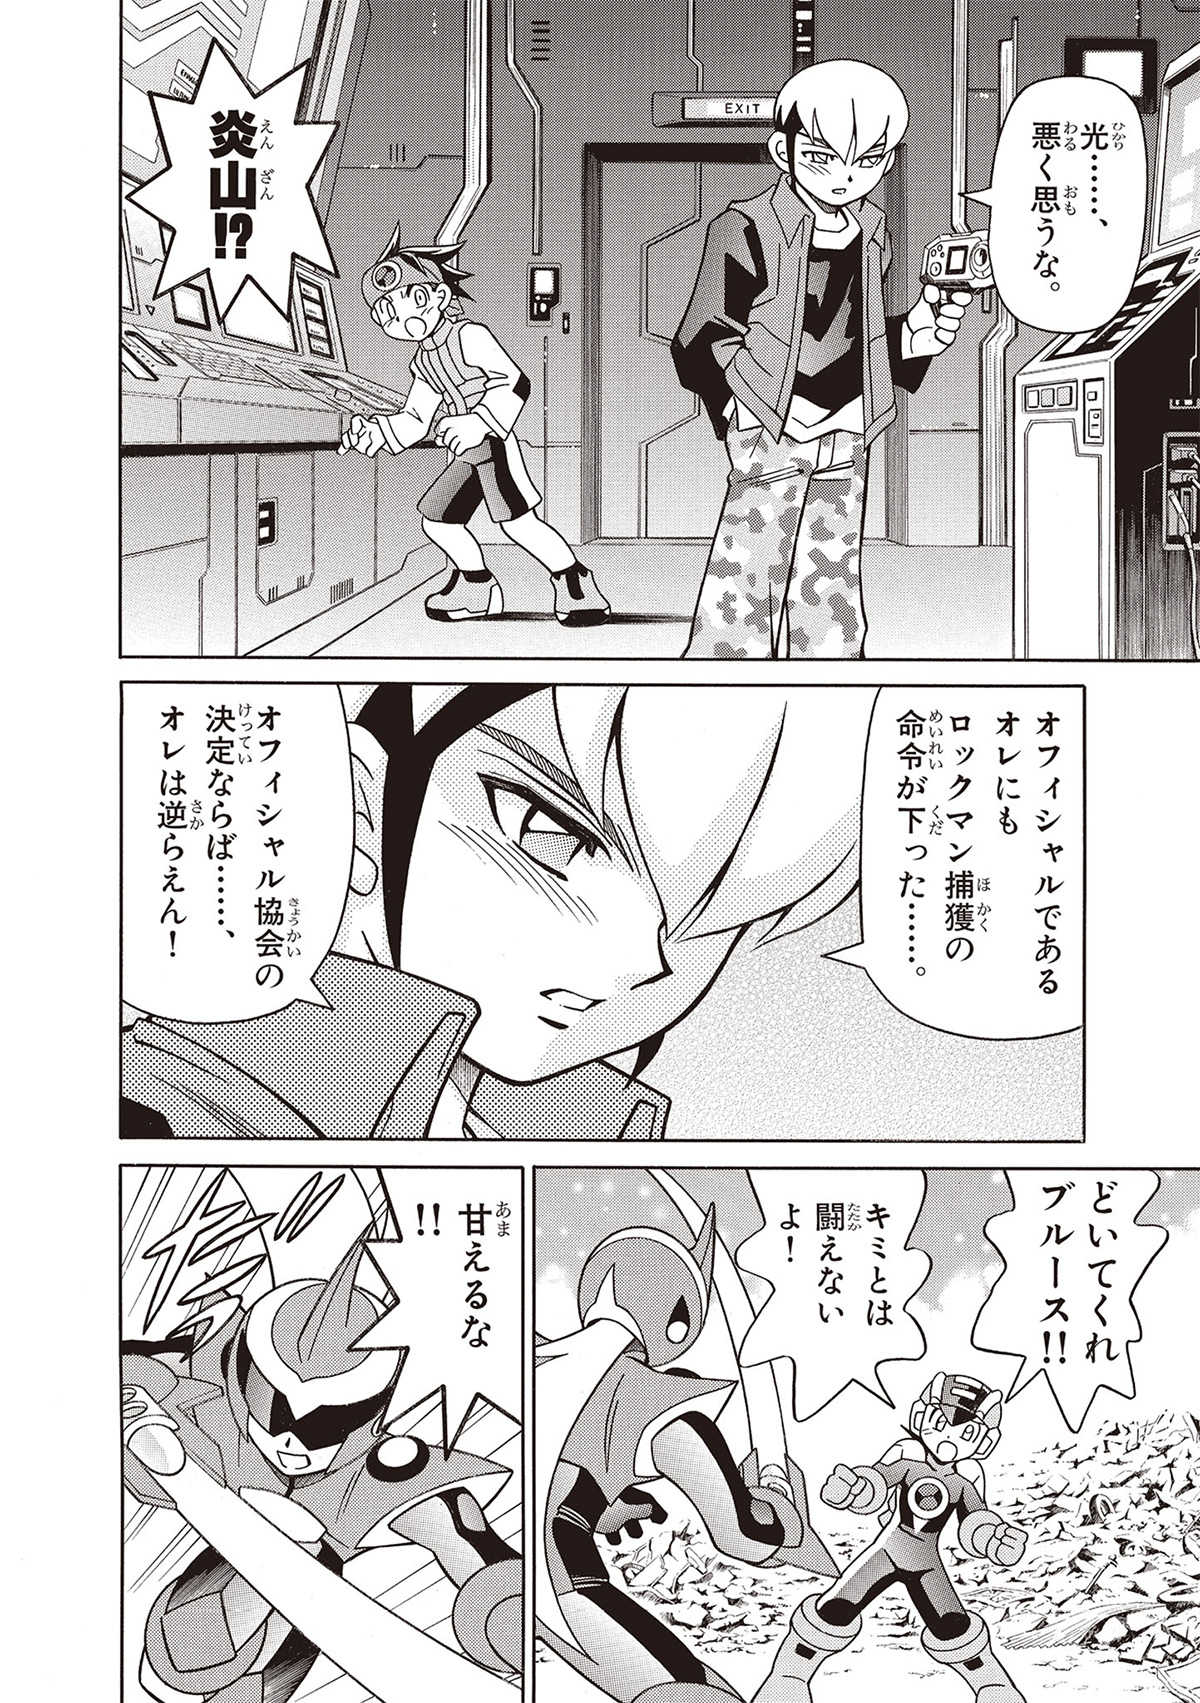 光……、
悪く思うな。
EXIT
炎山!?
オフィシャルである
オレにも
ロックマン捕獲の
命令が下った……。
オフィシャル協会の
決定ならば……、
オレは逆らえん！
どいてくれ
ブルース!!
キミとは
闘えない
よ！
甘えるな
!!
ダッ